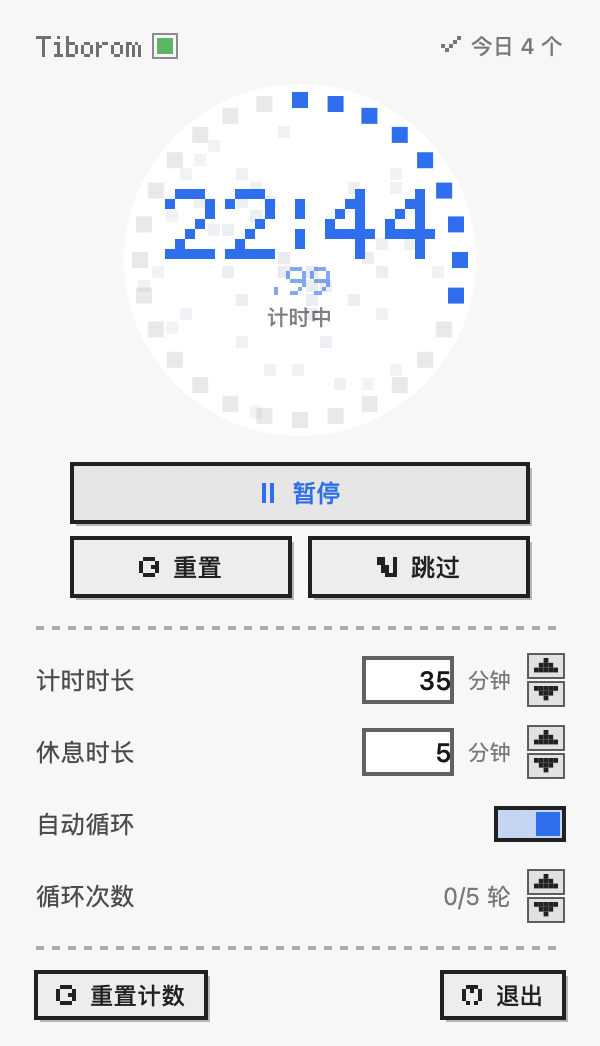 Tiborom
今日 4 个
22:44
.99
计时中
暂停
重置
跳过
计时时长 35 分钟
休息时长 5 分钟
自动循环
循环次数 0/5 轮
重置计数
退出